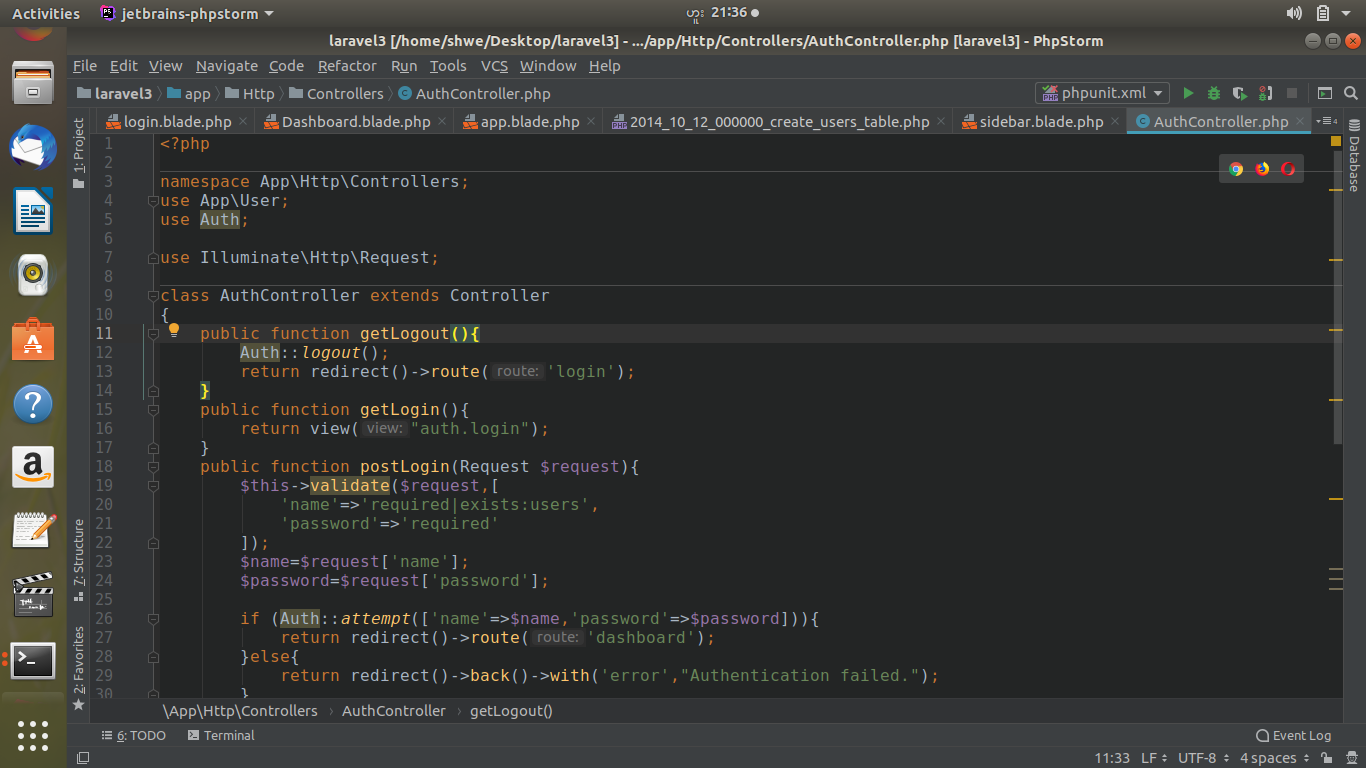 Activities jetbrains-phpstorm 21:36
laravel3 [/home/shwe/Desktop/laravel3] - .../app/Http/Controllers/AuthController.php [laravel3] - PhpStorm
File Edit View Navigate Code Refactor Run Tools VCS Window Help
laravel3 app Http Controllers AuthController.php phpunit.xml
login.blade.php Dashboard.blade.php app.blade.php 2014_10_12_000000_create_users_table.php sidebar.blade.php AuthController.php 4
1: Project
7: Structure
2: Favorites
Database
1 <?php
2
3 namespace App\Http\Controllers;
4 use App\User;
5 use Auth;
6
7 use Illuminate\Http\Request;
8
9 class AuthController extends Controller
10 {
11     public function getLogout(){
12         Auth::logout();
13         return redirect()->route( route: 'login');
14     }
15     public function getLogin(){
16         return view( view: "auth.login");
17     }
18     public function postLogin(Request $request){
19         $this->validate($request,[
20             'name'=>'required|exists:users',
21             'password'=>'required'
22         ]);
23         $name=$request['name'];
24         $password=$request['password'];
25
26         if (Auth::attempt(['name'=>$name,'password'=>$password])){
27             return redirect()->route( route: 'dashboard');
28         }else{
29             return redirect()->back()->with('error',"Authentication failed.");
30         }
\App\Http\Controllers › AuthController › getLogout()
6: TODO Terminal Event Log
11:33 LF UTF-8 4 spaces